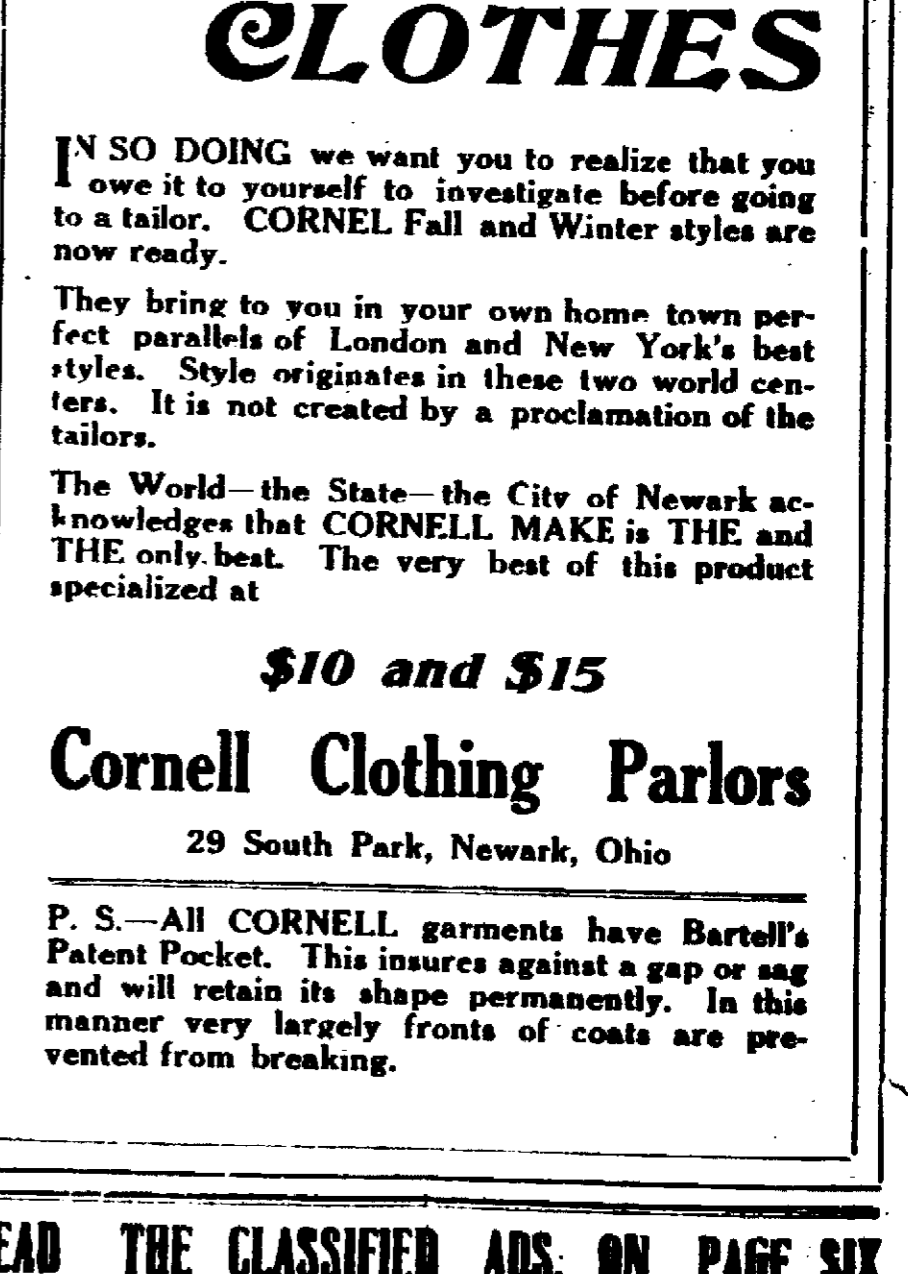 CLOTHES
IN SO DOING we want you to realize that you
owe it to yourself to investigate before going
to a tailor. CORNEL Fall and Winter styles are
now ready.
They bring to you in your own home town per-
fect parallels of London and New York's best
styles. Style originates in these two world cen-
ters. It is not created by a proclamation of the
tailors.
The World—the State—the City of Newark ac-
knowledges that CORNELL MAKE is THE and
THE only best. The very best of this product
specialized at
$10 and $15
Cornell Clothing Parlors
29 South Park, Newark, Ohio
P. S.—All CORNELL garments have Bartell's
Patent Pocket. This insures against a gap or sag
and will retain its shape permanently. In this
manner very largely fronts of coats are pre-
vented from breaking.
EAD THE CLASSIFIED ADS. ON PAGE SIX